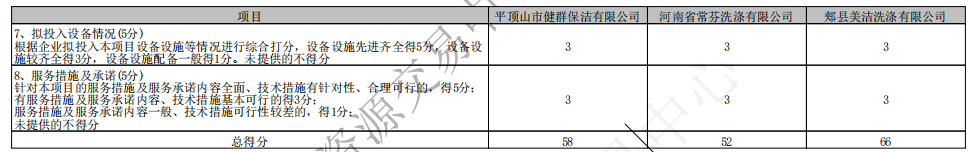 项目 平顶山市健群保洁有限公司 河南省常芬洗涤有限公司 郏县美洁洗涤有限公司
7、拟投入设备情况(5分)
根据企业拟投入本项目设备设施等情况进行综合打分，设备设施先进齐全得5分，设备设
施较齐全得3分，设备设施配备一般得1分。未提供的不得分
3 3 3
8、服务措施及承诺(5分)
针对本项目的服务措施及服务承诺内容全面、技术措施有针对性、合理可行的，得5分；
有服务措施及服务承诺内容、技术措施基本可行的得3分；
服务措施及服务承诺内容一般、技术措施可行性较差的，得1分；
未提供的不得分
3 3 3
总得分 58 52 66
资源交易中
易中心